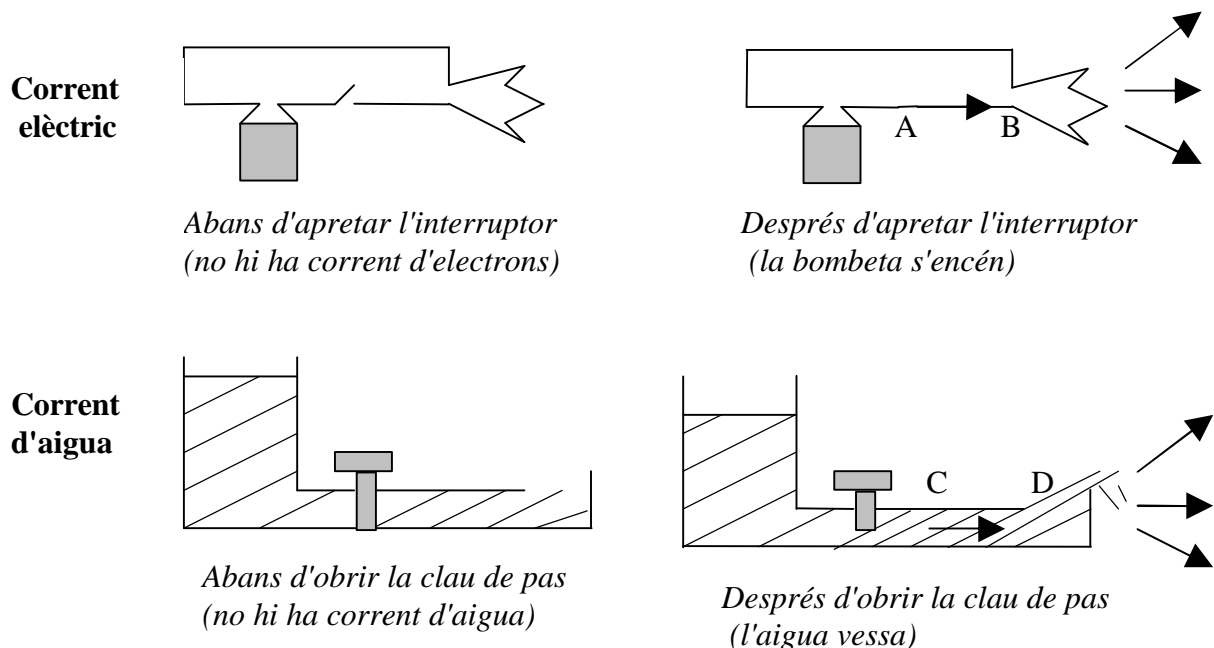 Corrent
elèctric
A
B
Abans d'apretar l'interruptor
(no hi ha corrent d'electrons)
Després d'apretar l'interruptor
(la bombeta s'encén)
Corrent
d'aigua
C
D
Abans d'obrir la clau de pas
(no hi ha corrent d'aigua)
Després d'obrir la clau de pas
(l'aigua vessa)